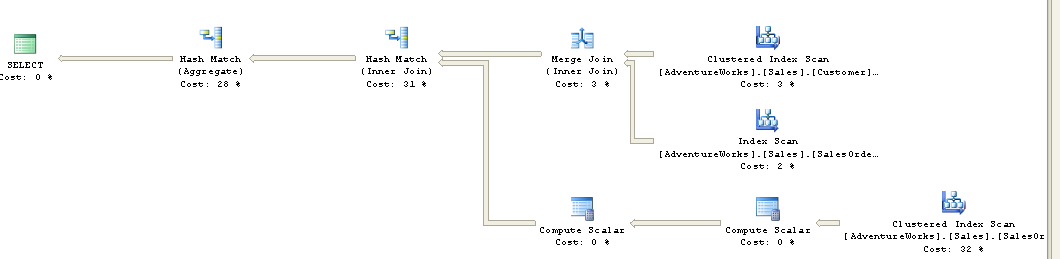 SELECT
Cost: 0 %
Hash Match
(Aggregate)
Cost: 28 %
Hash Match
(Inner Join)
Cost: 31 %
Merge Join
(Inner Join)
Cost: 3 %
Clustered Index Scan
[AdventureWorks].[Sales].[Customer]…
Cost: 3 %
Index Scan
[AdventureWorks].[Sales].[SalesOrde…
Cost: 2 %
Compute Scalar
Cost: 0 %
Compute Scalar
Cost: 0 %
Clustered Index Scan
[AdventureWorks].[Sales].[SalesOr
Cost: 32 %